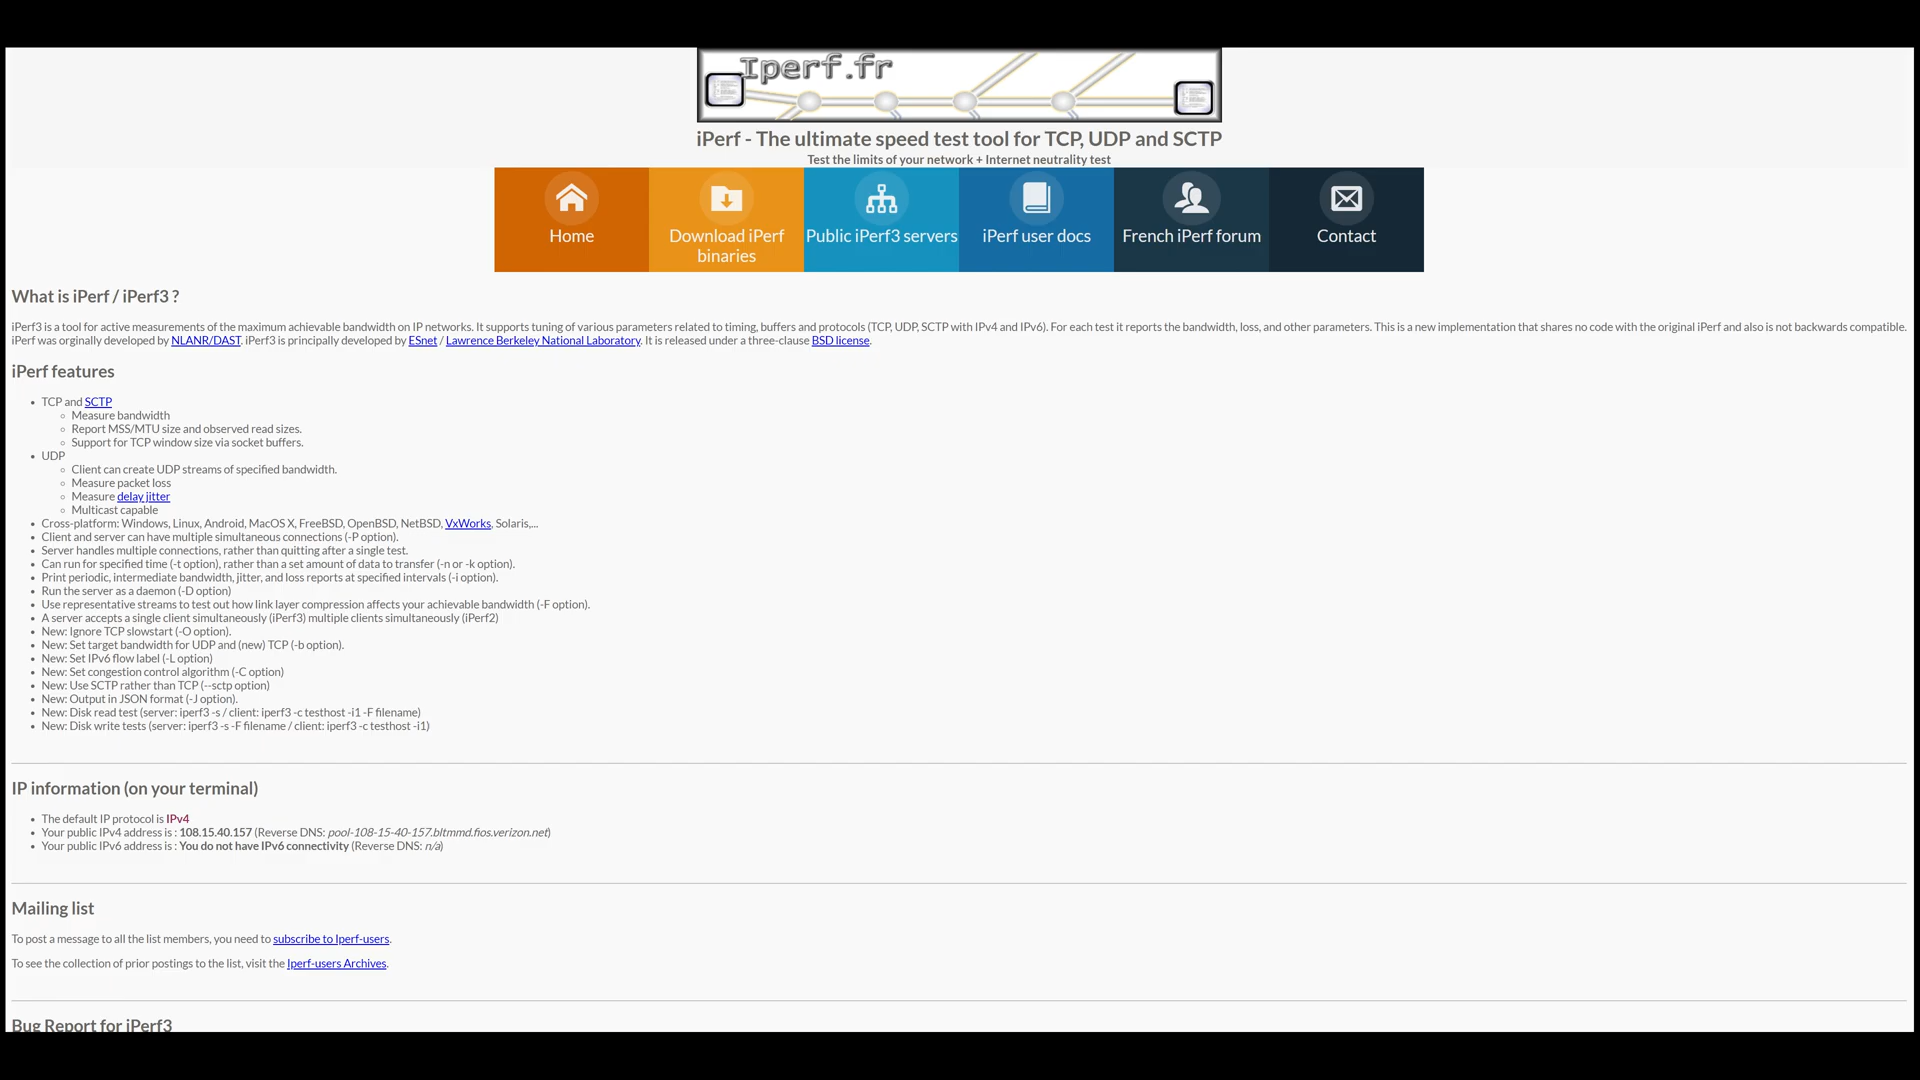 Iperf.fr
iPerf - The ultimate speed test tool for TCP, UDP and SCTP
Test the limits of your network + Internet neutrality test
Home
Download iPerf
binaries
Public iPerf3 servers
iPerf user docs
French iPerf forum
Contact
What is iPerf / iPerf3 ?
iPerf3 is a tool for active measurements of the maximum achievable bandwidth on IP networks. It supports tuning of various parameters related to timing, buffers and protocols (TCP, UDP, SCTP with IPv4 and IPv6). For each test it reports the bandwidth, loss, and other parameters. This is a new implementation that shares no code with the original iPerf and also is not backwards compatible.
iPerf was orginally developed by NLANR/DAST. iPerf3 is principally developed by ESnet / Lawrence Berkeley National Laboratory. It is released under a three-clause BSD license.
iPerf features
• TCP and SCTP
◦ Measure bandwidth
◦ Report MSS/MTU size and observed read sizes.
◦ Support for TCP window size via socket buffers.
• UDP
◦ Client can create UDP streams of specified bandwidth.
◦ Measure packet loss
◦ Measure delay jitter
◦ Multicast capable
• Cross-platform: Windows, Linux, Android, MacOS X, FreeBSD, OpenBSD, NetBSD, VxWorks, Solaris,...
• Client and server can have multiple simultaneous connections (-P option).
• Server handles multiple connections, rather than quitting after a single test.
• Can run for specified time (-t option), rather than a set amount of data to transfer (-n or -k option).
• Print periodic, intermediate bandwidth, jitter, and loss reports at specified intervals (-i option).
• Run the server as a daemon (-D option)
• Use representative streams to test out how link layer compression affects your achievable bandwidth (-F option).
• A server accepts a single client simultaneously (iPerf3) multiple clients simultaneously (iPerf2)
• New: Ignore TCP slowstart (-O option).
• New: Set target bandwidth for UDP and (new) TCP (-b option).
• New: Set IPv6 flow label (-L option)
• New: Set congestion control algorithm (-C option)
• New: Use SCTP rather than TCP (--sctp option)
• New: Output in JSON format (-J option).
• New: Disk read test (server: iperf3 -s / client: iperf3 -c testhost -i1 -F filename)
• New: Disk write tests (server: iperf3 -s -F filename / client: iperf3 -c testhost -i1)
IP information (on your terminal)
• The default IP protocol is IPv4
• Your public IPv4 address is : 108.15.40.157 (Reverse DNS: pool-108-15-40-157.bltmmd.fios.verizon.net)
• Your public IPv6 address is : You do not have IPv6 connectivity (Reverse DNS: n/a)
Mailing list
To post a message to all the list members, you need to subscribe to Iperf-users.
To see the collection of prior postings to the list, visit the Iperf-users Archives.
Bug Report for iPerf3